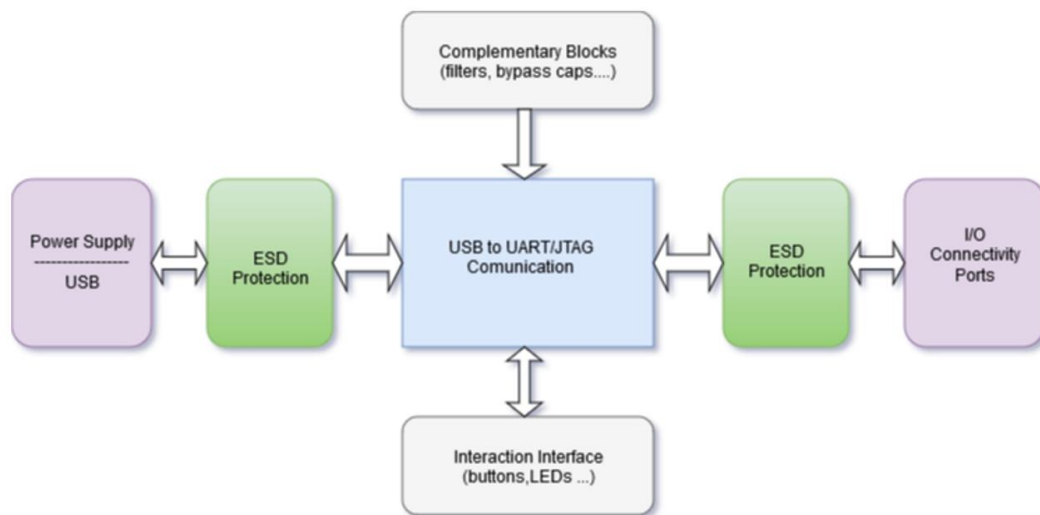 Complementary Blocks
(filters, bypass caps....)
Power Supply
-----------------
USB
ESD
Protection
USB to UART/JTAG
Comunication
ESD
Protection
I/O
Connectivity
Ports
Interaction Interface
(buttons,LEDs ...)